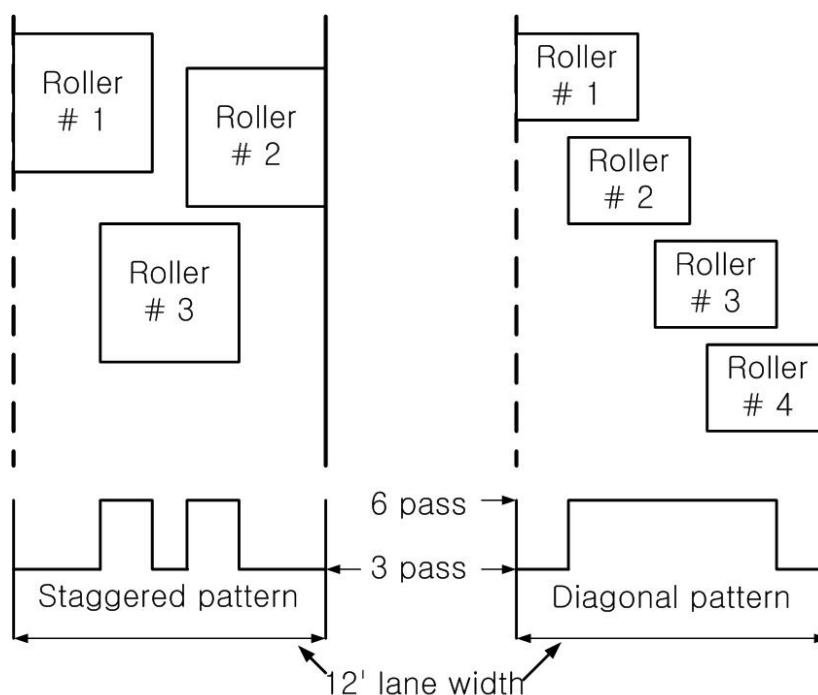 Roller
# 1
Roller
# 2
Roller
# 3
Roller
# 1
Roller
# 2
Roller
# 3
Roller
# 4
6 pass
3 pass
Staggered pattern
Diagonal pattern
12' lane width